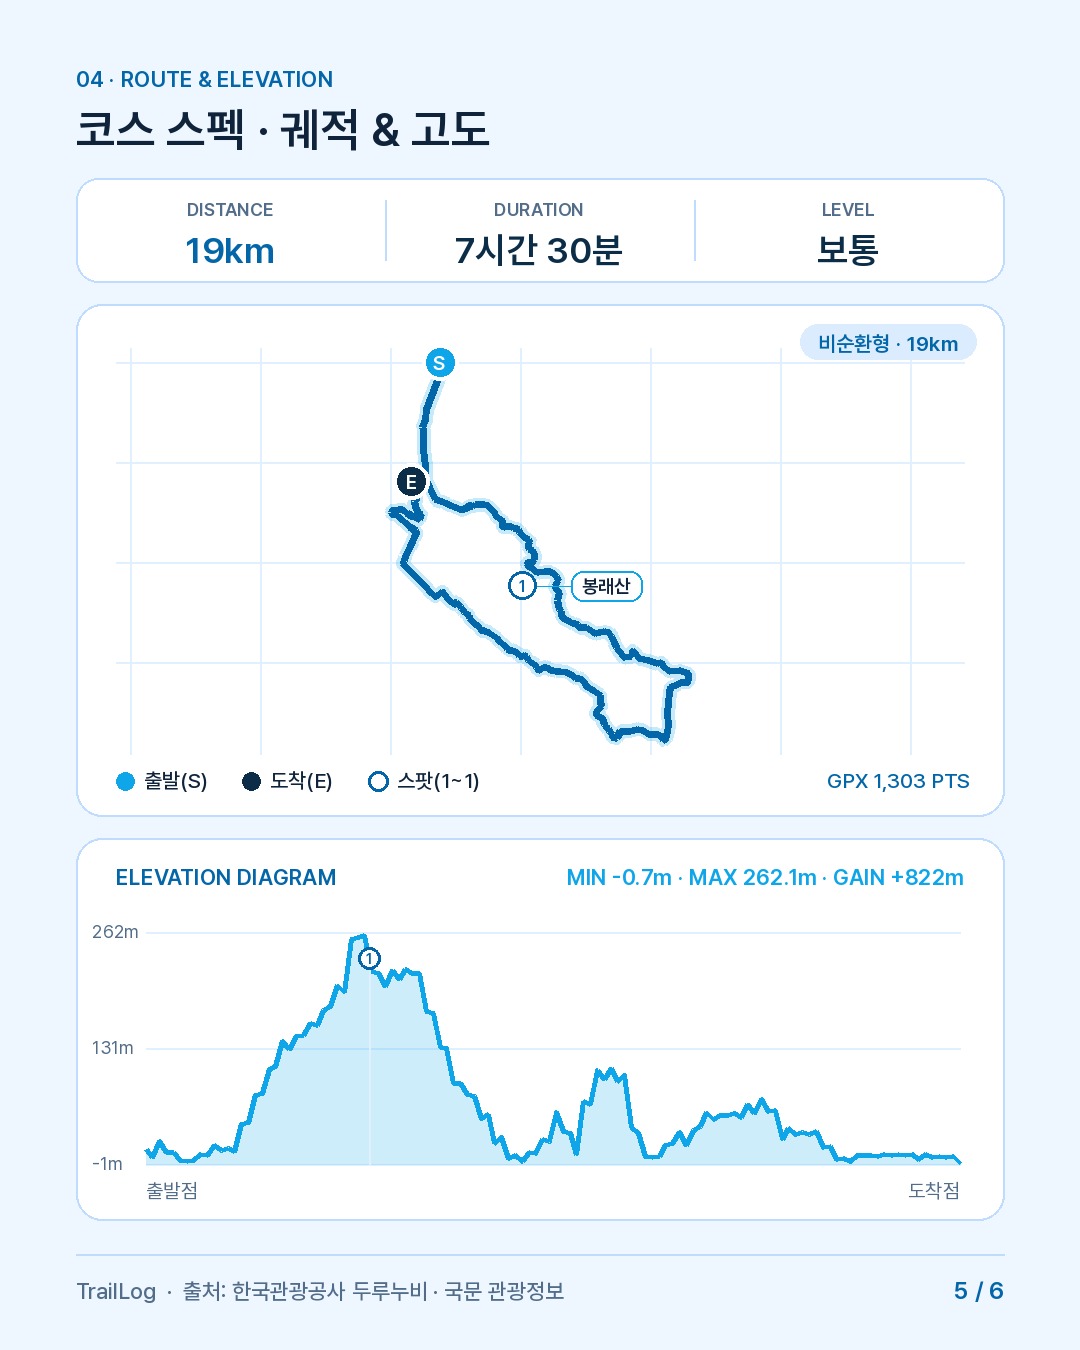 04 · ROUTE & ELEVATION
코스 스펙 · 궤적 & 고도
DISTANCE
19km
DURATION
7시간 30분
LEVEL
보통
비순환형 · 19km
S
E
1
봉래산
출발(S)
도착(E)
스팟(1~1)
GPX 1,303 PTS
ELEVATION DIAGRAM
MIN -0.7m · MAX 262.1m · GAIN +822m
262m
1
131m
-1m
출발점
도착점
TrailLog · 출처: 한국관광공사 두루누비 · 국문 관광정보
5 / 6